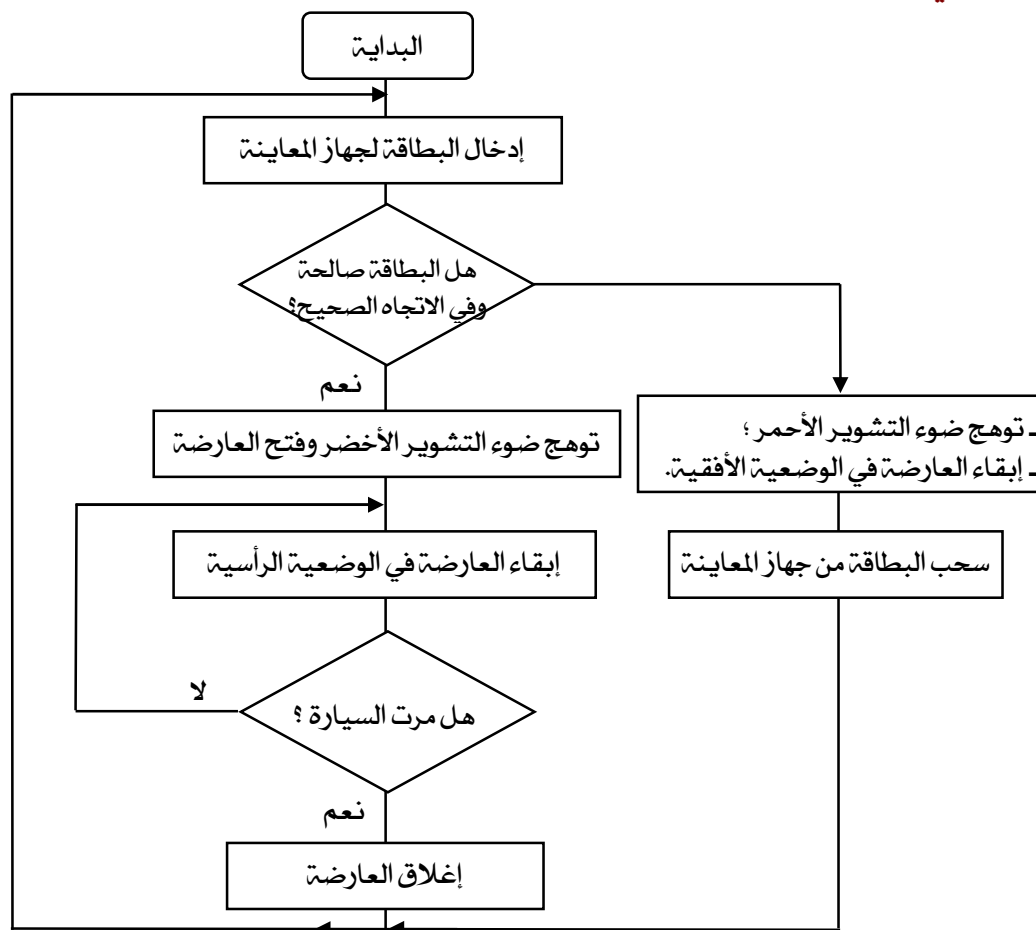 البداية
إدخال البطاقة لجهاز المعاينة
هل البطاقة صالحة
وفي الاتجاه الصحيح؟
نعم
توهج ضوء التشوير الأخضر وفتح العارضة
ـ توهج ضوء التشوير الأحمر ؛
ـ إبقاء العارضة في الوضعية الأفقية.
إبقاء العارضة في الوضعية الرأسية
سحب البطاقة من جهاز المعاينة
لا
هل مرت السيارة ؟
نعم
إغلاق العارضة